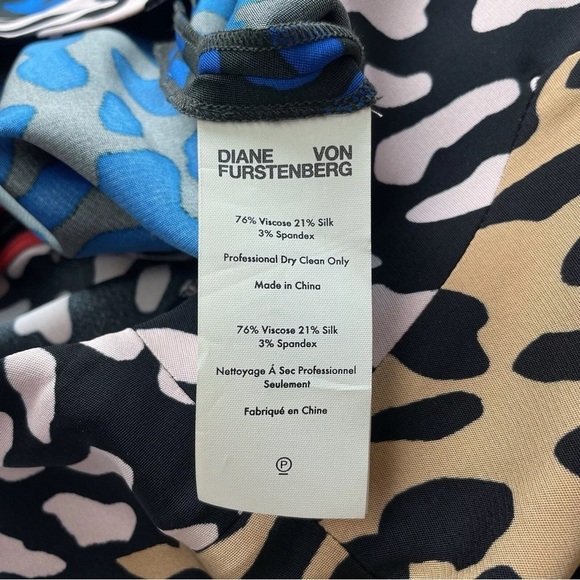 DIANE VON
FURSTENBERG
76% Viscose 21% Silk
3% Spandex
Professional Dry Clean Only
Made in China
76% Viscose 21% Silk
3% Spandex
Nettoyage Á Sec Professionnel
Seulement
Fabriqué en Chine
P